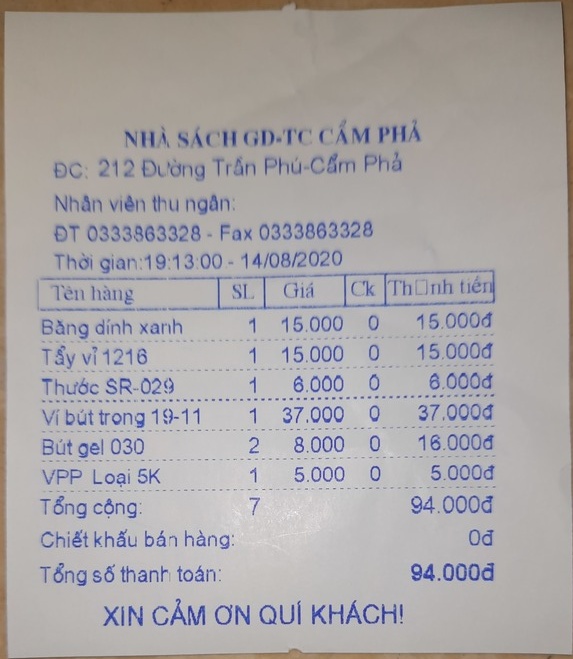 NHÀ SÁCH GD-TC CẨM PHẢ
ĐC: 212 Đường Trần Phú-Cẩm Phả
Nhân viên thu ngân:
ĐT 0333863328 - Fax 0333863328
Thời gian:19:13:00 - 14/08/2020
Tên hàng SL Giá Ck Th□nh tiền
Băng dính xanh 1 15.000 0 15.000đ
Tẩy vỉ 1216 1 15.000 0 15.000đ
Thước SR-029 1 6.000 0 6.000đ
Ví bút trong 19-11 1 37.000 0 37.000đ
Bút gel 030 2 8.000 0 16.000đ
VPP Loại 5K 1 5.000 0 5.000đ
Tổng cộng: 7 94.000đ
Chiết khấu bán hàng: 0đ
Tổng số thanh toán: 94.000đ
XIN CẢM ƠN QUÍ KHÁCH!